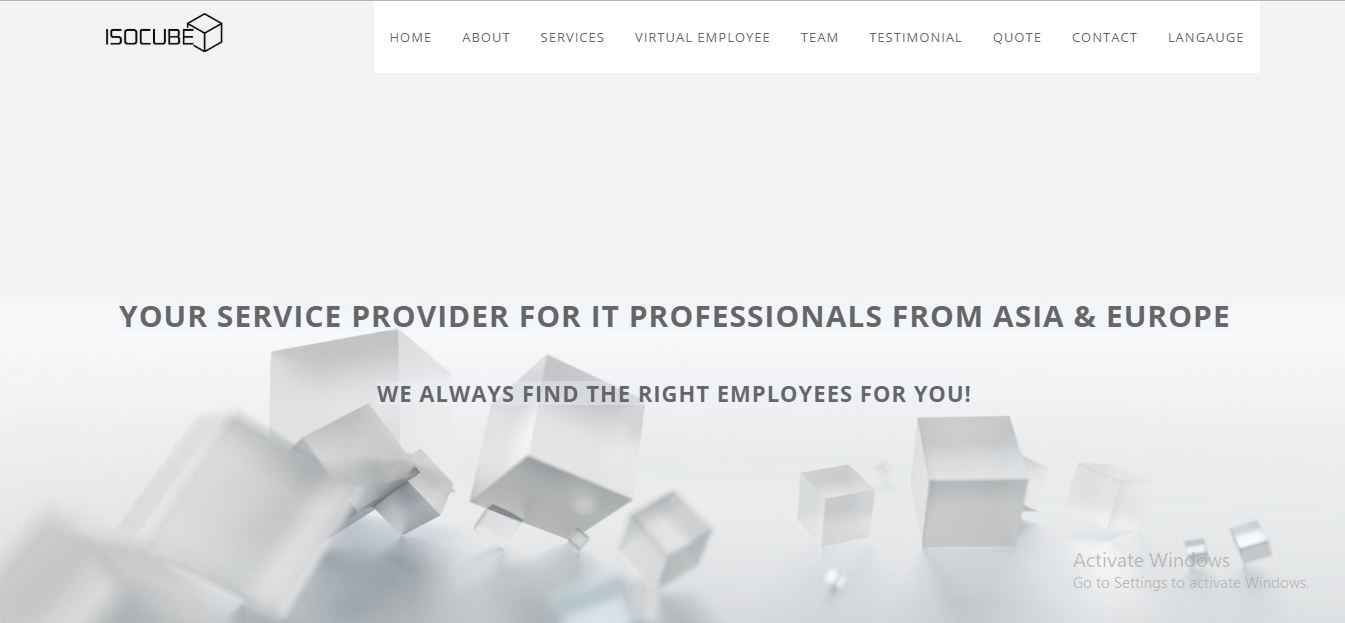 ISOCUBE
HOME ABOUT SERVICES VIRTUAL EMPLOYEE TEAM TESTIMONIAL QUOTE CONTACT LANGAUGE
YOUR SERVICE PROVIDER FOR IT PROFESSIONALS FROM ASIA & EUROPE
WE ALWAYS FIND THE RIGHT EMPLOYEES FOR YOU!
Activate Windows
Go to Settings to activate Windows.